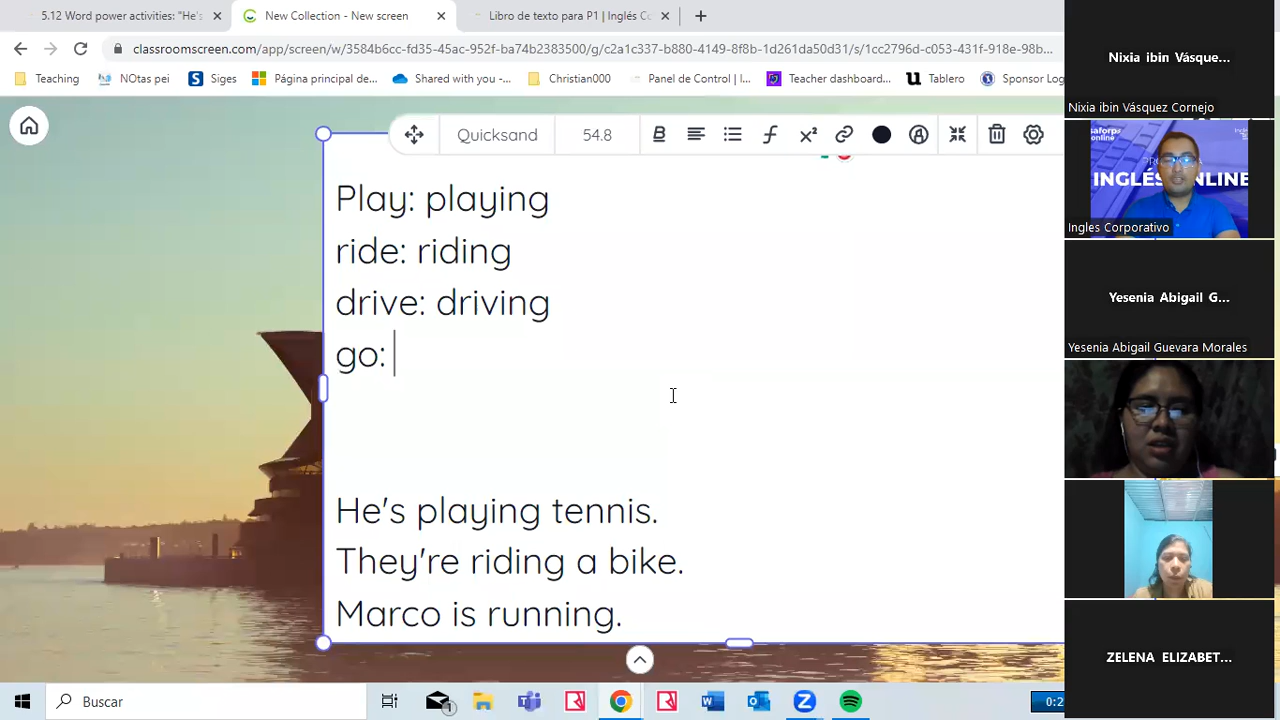 5.12 Word power activities: "He's
New Collection - New screen
Libro de texto para P1 | Inglés Co
classroomscreen.com/app/screen/w/3584b6cc-fd35-45ac-952f-ba74b2383500/g/c2a1c337-b880-4149-8f6b-1d261da50d31/s/1cc2796d-c053-431f-918e-98b...
Teaching
NOtas pei
Siges
Página principal de...
Shared with you -...
Christian000
Panel de Control | I...
Teacher dashboard...
Tablero
Sponsor Log
Quicksand
54.8
Play: playing
ride: riding
drive: driving
go:
He's playing tennis.
They're riding a bike.
Marco is running.
Nixia ibin Vásque...
Nixia ibin Vásquez Cornejo
INGLÉS ONLINE
Ingles Corporativo
Yesenia Abigail G...
Yesenia Abigail Guevara Morales
ZELENA ELIZABET...
Buscar